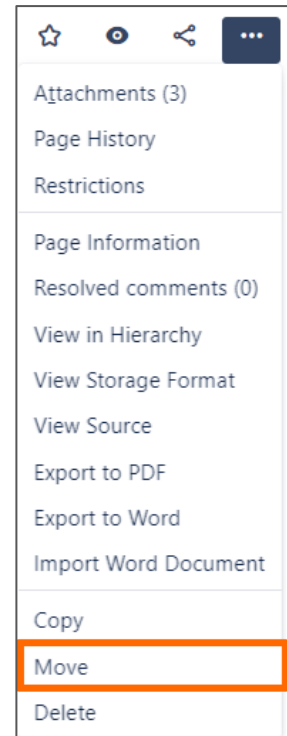 Attachments (3)
Page History
Restrictions
Page Information
Resolved comments (0)
View in Hierarchy
View Storage Format
View Source
Export to PDF
Export to Word
Import Word Document
Copy
Move
Delete